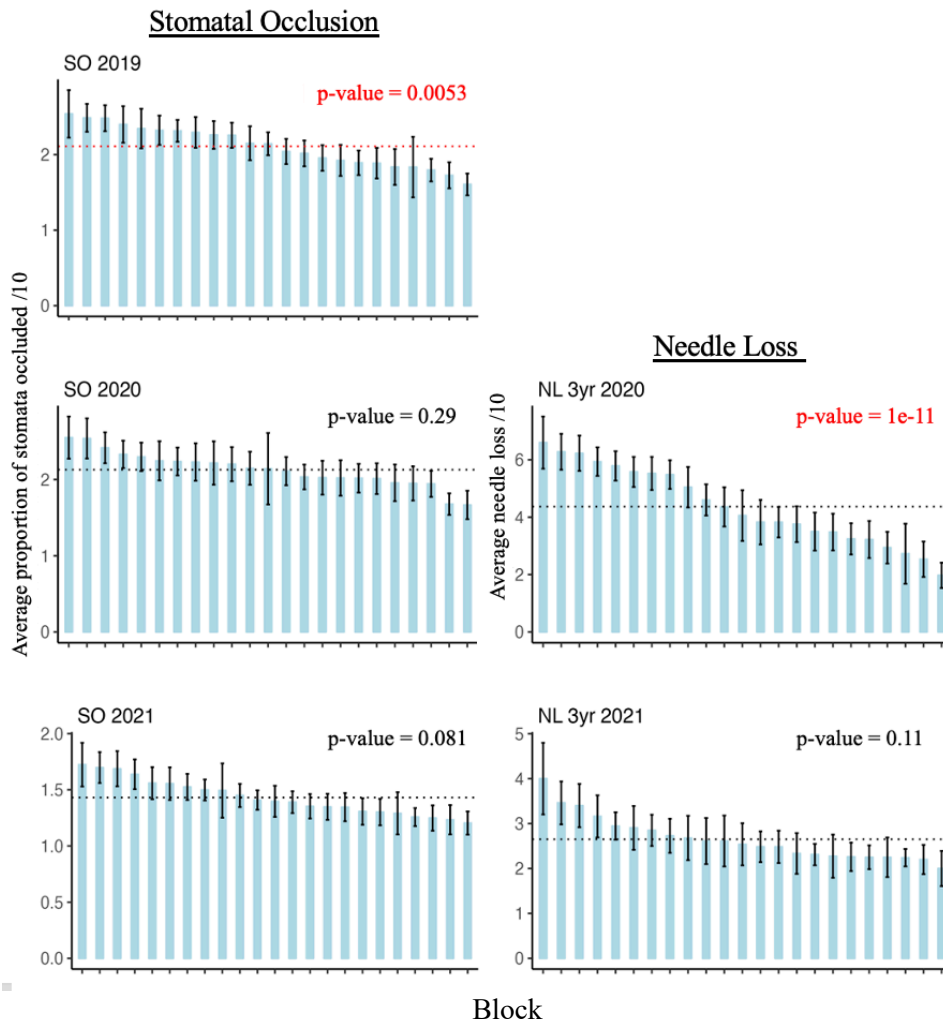 Stomatal Occlusion
SO 2019
p-value = 0.0053
2
1
0
Average proportion of stomata occluded /10
SO 2020
p-value = 0.29
2
1
0
SO 2021
p-value = 0.081
2.0
1.5
1.0
0.5
0.0
Needle Loss
NL 3yr 2020
p-value = 1e-11
Average needle loss /10
6
4
2
0
NL 3yr 2021
p-value = 0.11
5
4
3
2
1
0
Block